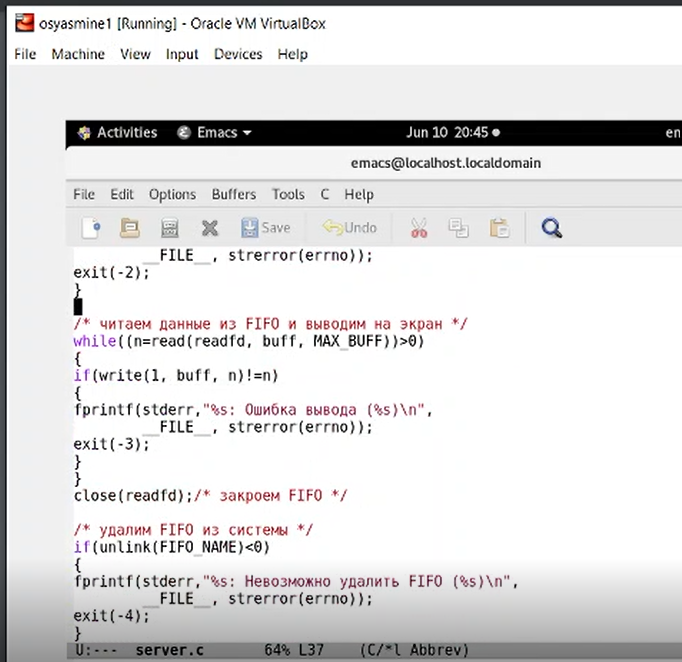 osyasmine1 [Running] - Oracle VM VirtualBox
File Machine View Input Devices Help
Activities Emacs Jun 10 20:45 en
emacs@localhost.localdomain
File Edit Options Buffers Tools C Help
Save Undo
__FILE__, strerror(errno));
exit(-2);
}
/* читаем данные из FIFO и выводим на экран */
while((n=read(readfd, buff, MAX_BUFF))>0)
{
if(write(1, buff, n)!=n)
{
fprintf(stderr,"%s: Ошибка вывода (%s)\n",
__FILE__, strerror(errno));
exit(-3);
}
}
close(readfd);/* закроем FIFO */
/* удалим FIFO из системы */
if(unlink(FIFO_NAME)<0)
{
fprintf(stderr,"%s: Невозможно удалить FIFO (%s)\n",
__FILE__, strerror(errno));
exit(-4);
}
U:--- server.c 64% L37 (C/*l Abbrev)